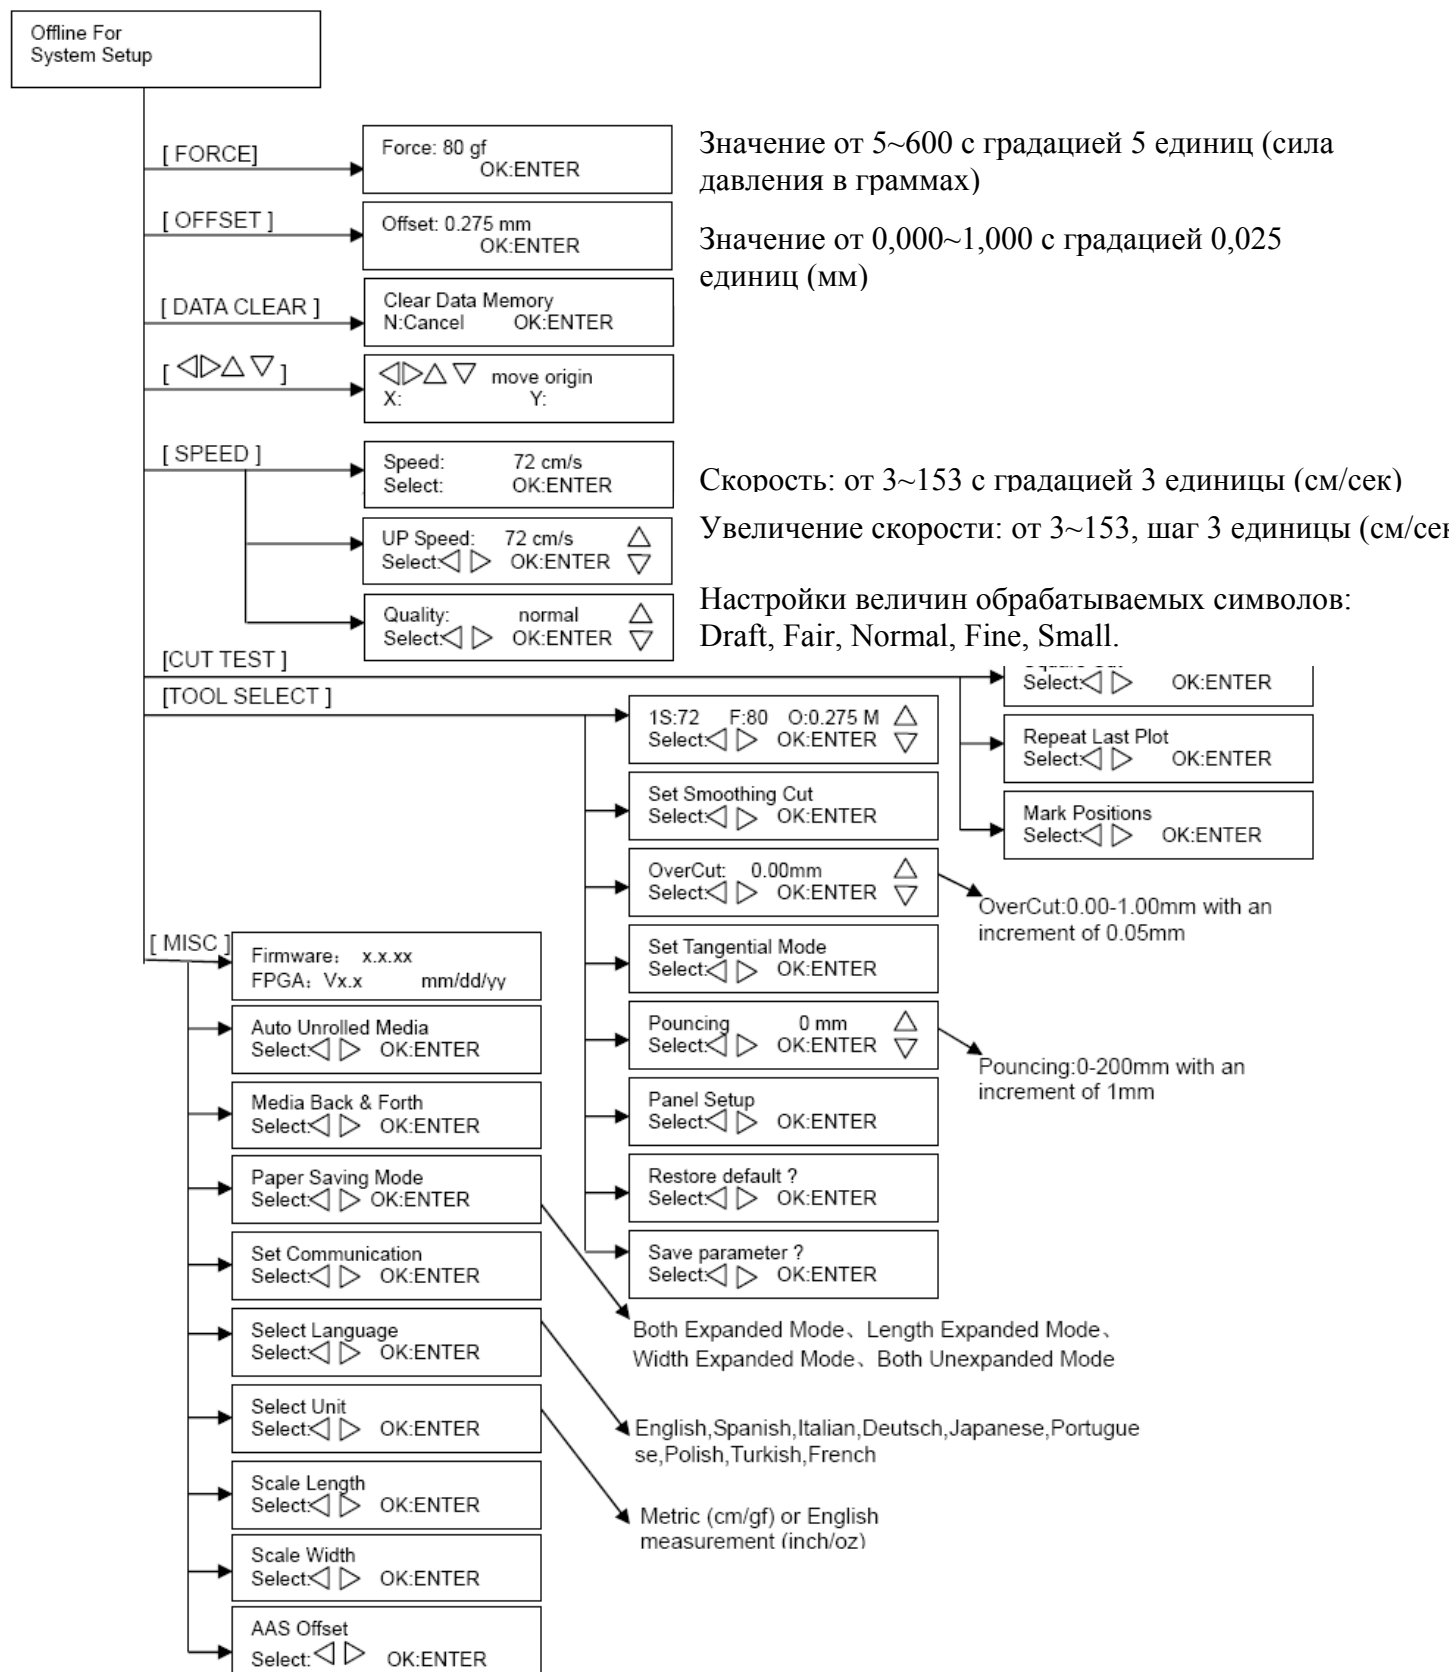 Offline For
System Setup
[ FORCE]
Force: 80 gf
OK:ENTER
Значение от 5~600 с градацией 5 единиц (сила
давления в граммах)
[ OFFSET ]
Offset: 0.275 mm
OK:ENTER
Значение от 0,000~1,000 с градацией 0,025
единиц (мм)
[ DATA CLEAR ]
Clear Data Memory
N:Cancel OK:ENTER
[ ◁▷△▽ ]
◁▷△▽ move origin
X: Y:
[ SPEED ]
Speed: 72 cm/s
Select: OK:ENTER
Скорость: от 3~153 с градацией 3 единицы (см/сек)
UP Speed: 72 cm/s △
Select:◁ ▷ OK:ENTER ▽
Увеличение скорости: от 3~153, шаг 3 единицы (см/сек
Quality: normal △
Select:◁ ▷ OK:ENTER ▽
Настройки величин обрабатываемых символов:
Draft, Fair, Normal, Fine, Small.
[CUT TEST ]
Select:◁ ▷ OK:ENTER
Repeat Last Plot
Select:◁ ▷ OK:ENTER
Mark Positions
Select:◁ ▷ OK:ENTER
[TOOL SELECT ]
1S:72 F:80 O:0.275 M △
Select:◁ ▷ OK:ENTER ▽
Set Smoothing Cut
Select:◁ ▷ OK:ENTER
OverCut: 0.00mm △
Select:◁ ▷ OK:ENTER ▽
OverCut:0.00-1.00mm with an
increment of 0.05mm
Set Tangential Mode
Select:◁ ▷ OK:ENTER
Pouncing 0 mm △
Select:◁ ▷ OK:ENTER ▽
Pouncing:0-200mm with an
increment of 1mm
Panel Setup
Select:◁ ▷ OK:ENTER
Restore default ?
Select:◁ ▷ OK:ENTER
Save parameter ?
Select:◁ ▷ OK:ENTER
[ MISC ]
Firmware： x.x.xx
FPGA：Vx.x mm/dd/yy
Auto Unrolled Media
Select:◁ ▷ OK:ENTER
Media Back & Forth
Select:◁ ▷ OK:ENTER
Paper Saving Mode
Select:◁ ▷ OK:ENTER
Both Expanded Mode、Length Expanded Mode、
Width Expanded Mode、Both Unexpanded Mode
Set Communication
Select:◁ ▷ OK:ENTER
Select Language
Select:◁ ▷ OK:ENTER
English,Spanish,Italian,Deutsch,Japanese,Portugue
se,Polish,Turkish,French
Select Unit
Select:◁ ▷ OK:ENTER
Metric (cm/gf) or English
measurement (inch/oz)
Scale Length
Select:◁ ▷ OK:ENTER
Scale Width
Select:◁ ▷ OK:ENTER
AAS Offset
Select:◁ ▷ OK:ENTER